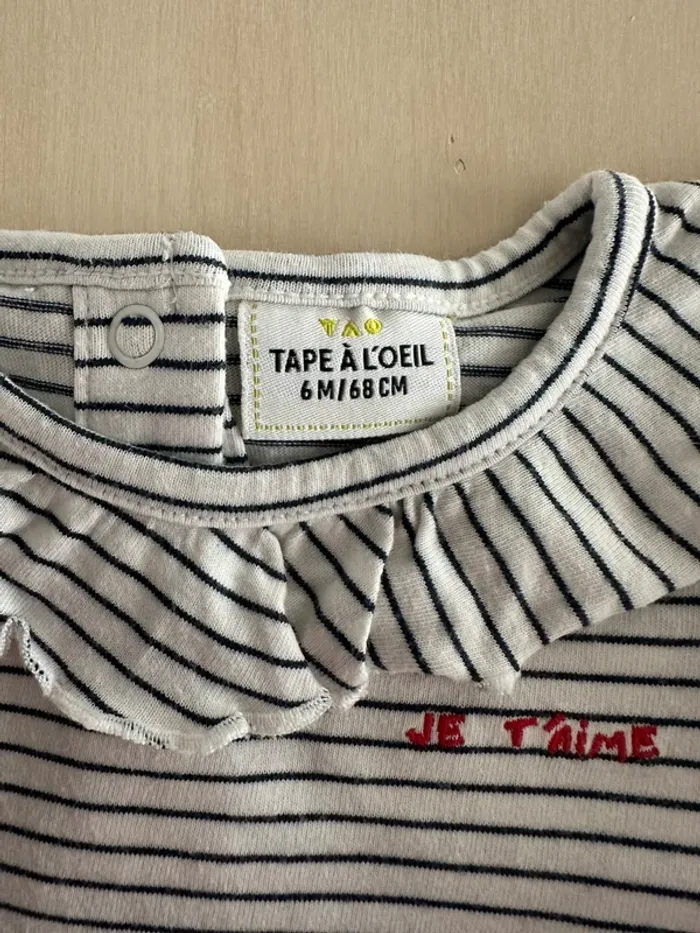 TAO
TAPE À L'OEIL
6 M/68 CM
JE T'AiME